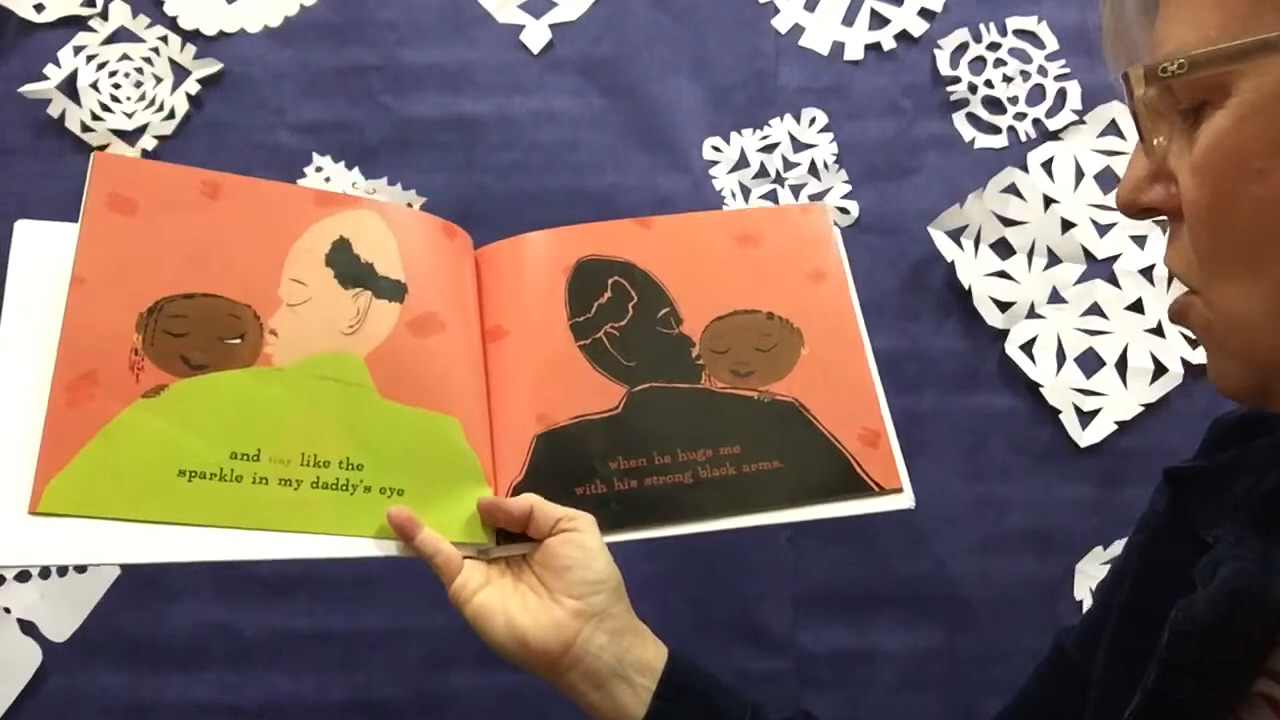 and tiny like the
sparkle in my daddy's eye
when he hugs me
with his strong black arms.